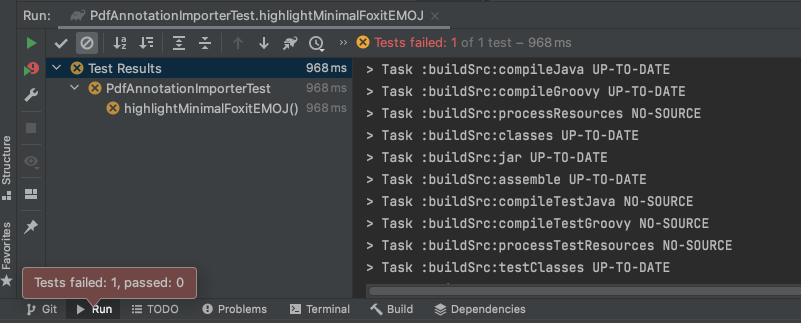 Run: PdfAnnotationImporterTest.highlightMinimalFoxitEMOJ
Tests failed: 1 of 1 test – 968 ms
Test Results 968 ms
PdfAnnotationImporterTest 968 ms
highlightMinimalFoxitEMOJ() 968 ms
> Task :buildSrc:compileJava UP-TO-DATE
> Task :buildSrc:compileGroovy UP-TO-DATE
> Task :buildSrc:processResources NO-SOURCE
> Task :buildSrc:classes UP-TO-DATE
> Task :buildSrc:jar UP-TO-DATE
> Task :buildSrc:assemble UP-TO-DATE
> Task :buildSrc:compileTestJava NO-SOURCE
> Task :buildSrc:compileTestGroovy NO-SOURCE
> Task :buildSrc:processTestResources NO-SOURCE
> Task :buildSrc:testClasses UP-TO-DATE
Structure
Favorites
Tests failed: 1, passed: 0
Git Run TODO Problems Terminal Build Dependencies